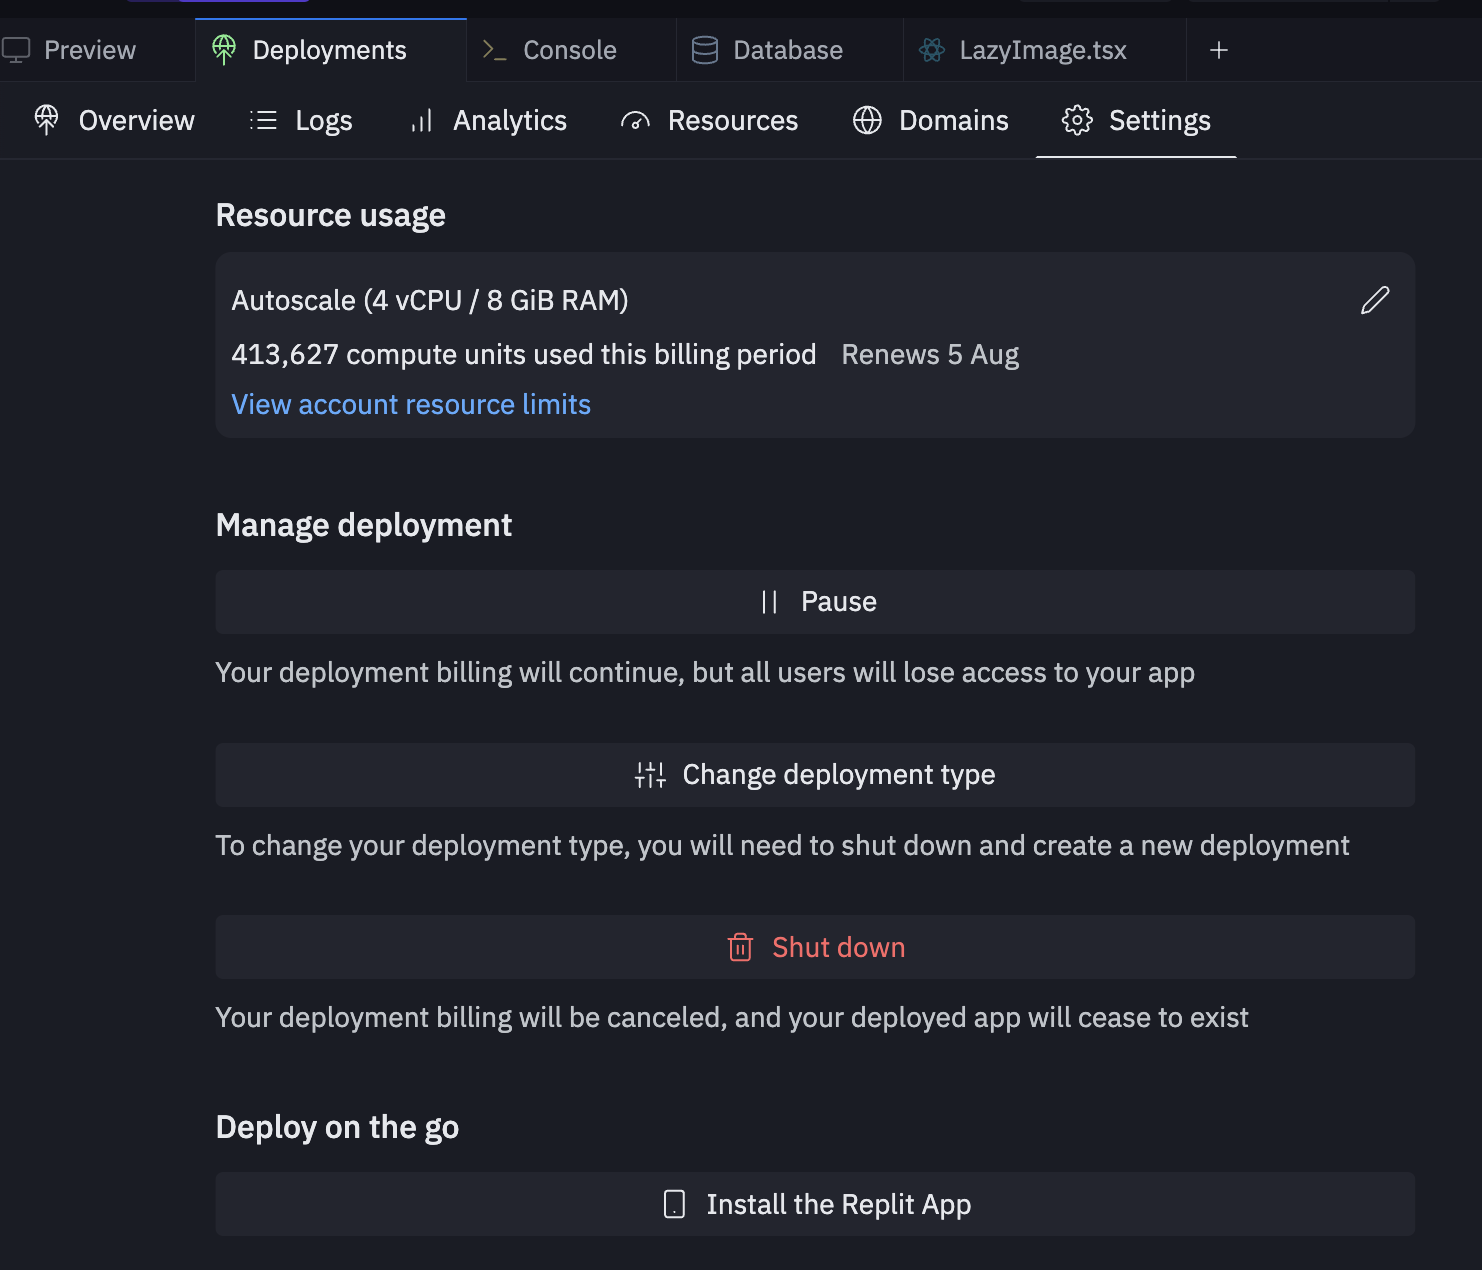 Preview
Deployments
Console
Database
LazyImage.tsx
Overview
Logs
Analytics
Resources
Domains
Settings
Resource usage
Autoscale (4 vCPU / 8 GiB RAM)
413,627 compute units used this billing period Renews 5 Aug
View account resource limits
Manage deployment
Pause
Your deployment billing will continue, but all users will lose access to your app
Change deployment type
To change your deployment type, you will need to shut down and create a new deployment
Shut down
Your deployment billing will be canceled, and your deployed app will cease to exist
Deploy on the go
Install the Replit App